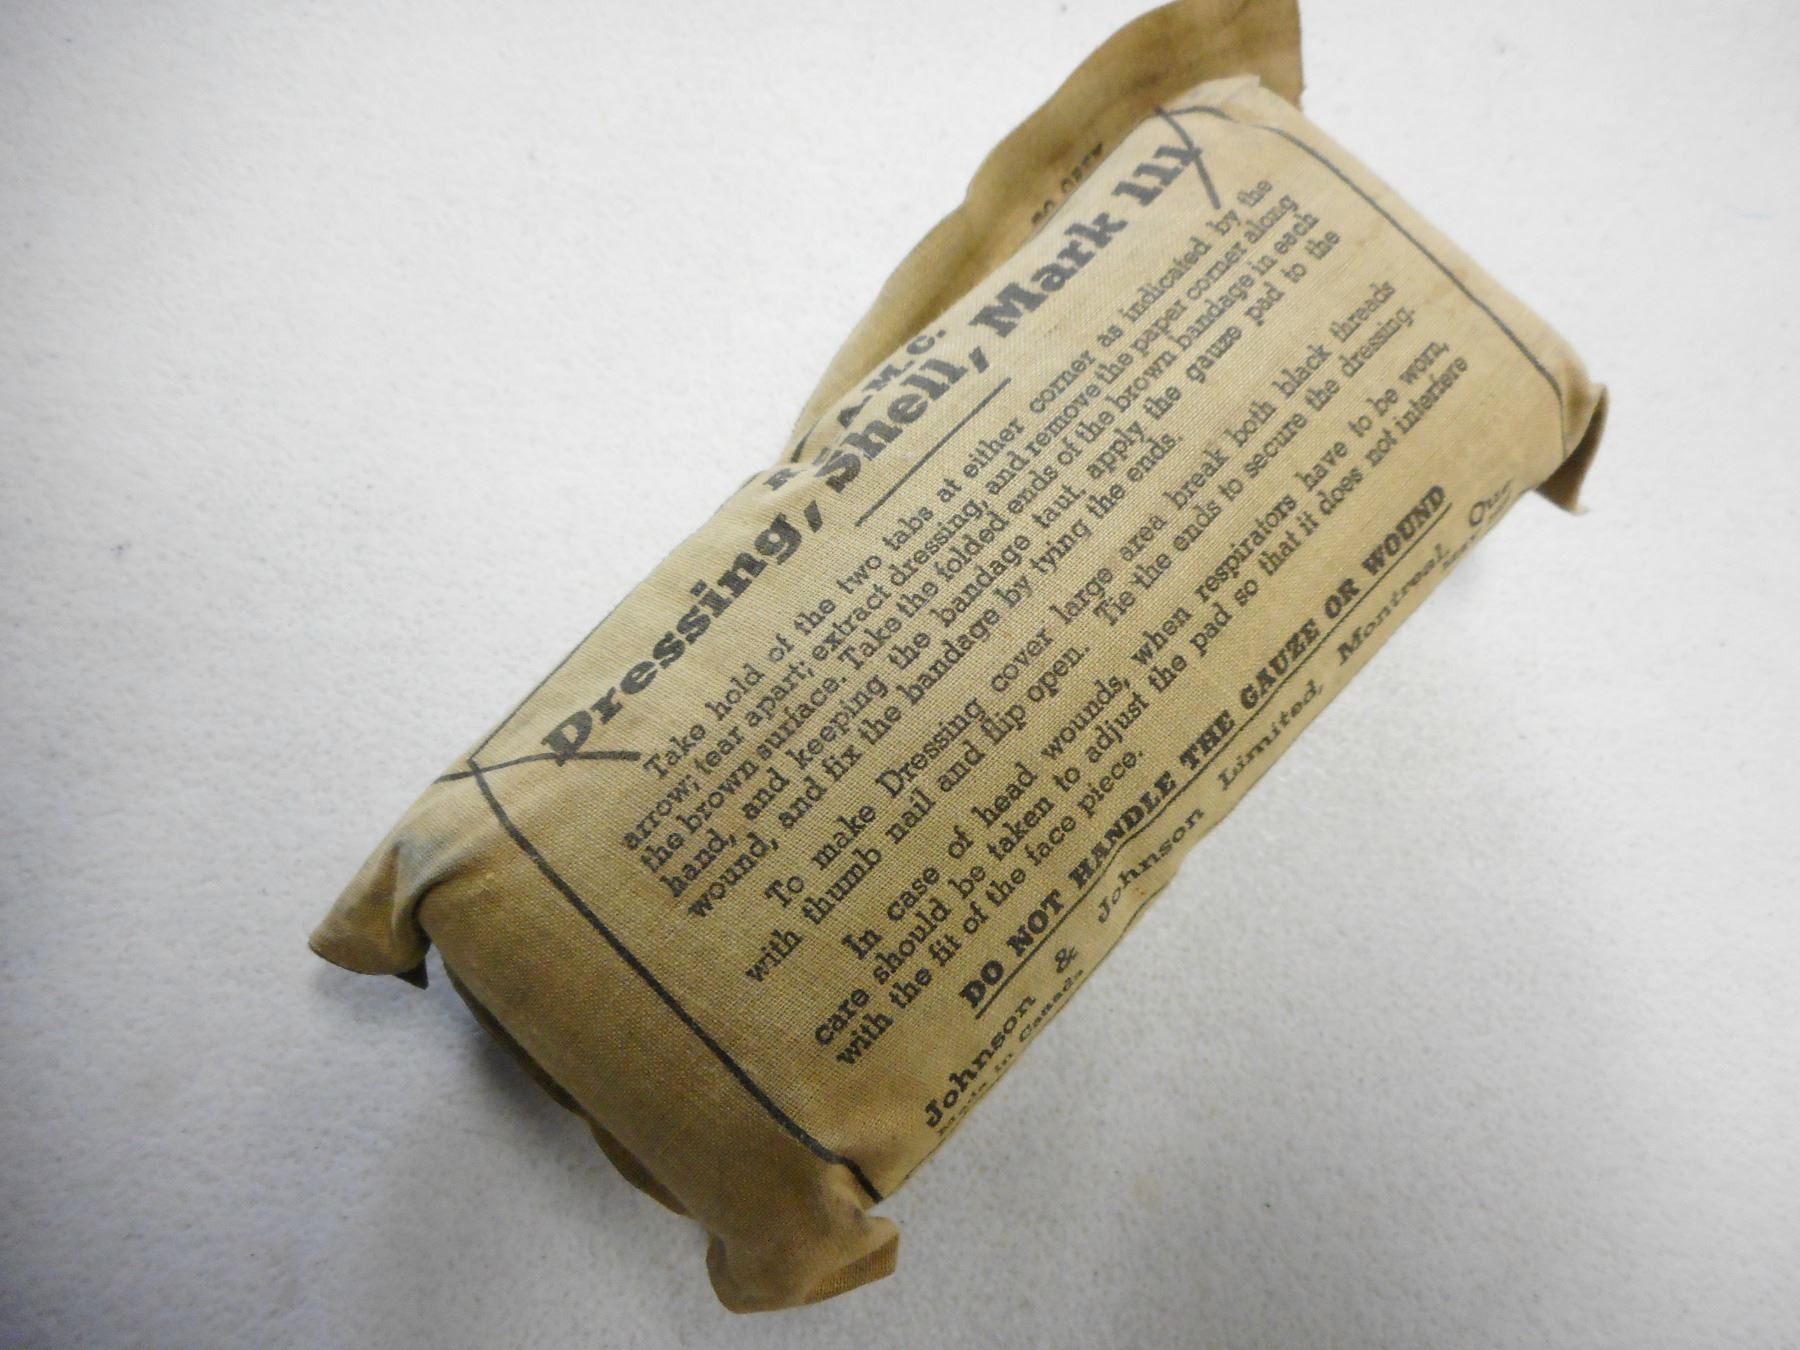 R.A.M.C.
Dressing, Shell, Mark III
Take hold of the two tabs at either corner as indicated by the
arrow; tear apart; extract dressing, and remove the paper corner along
the brown surface. Take the folded ends of the brown bandage in each
hand, and keeping the bandage taut, apply the gauze pad to the
wound, and fix the bandage by tying the ends.
To make Dressing cover large area break both black threads
with thumb nail and flip open. Tie the ends to secure the dressing.
In case of head wounds, when respirators have to be worn,
care should be taken to adjust the pad so that it does not interfere
with the fit of the face piece.
DO NOT HANDLE THE GAUZE OR WOUND
Johnson & Johnson Limited, Montreal,
Made in Canada